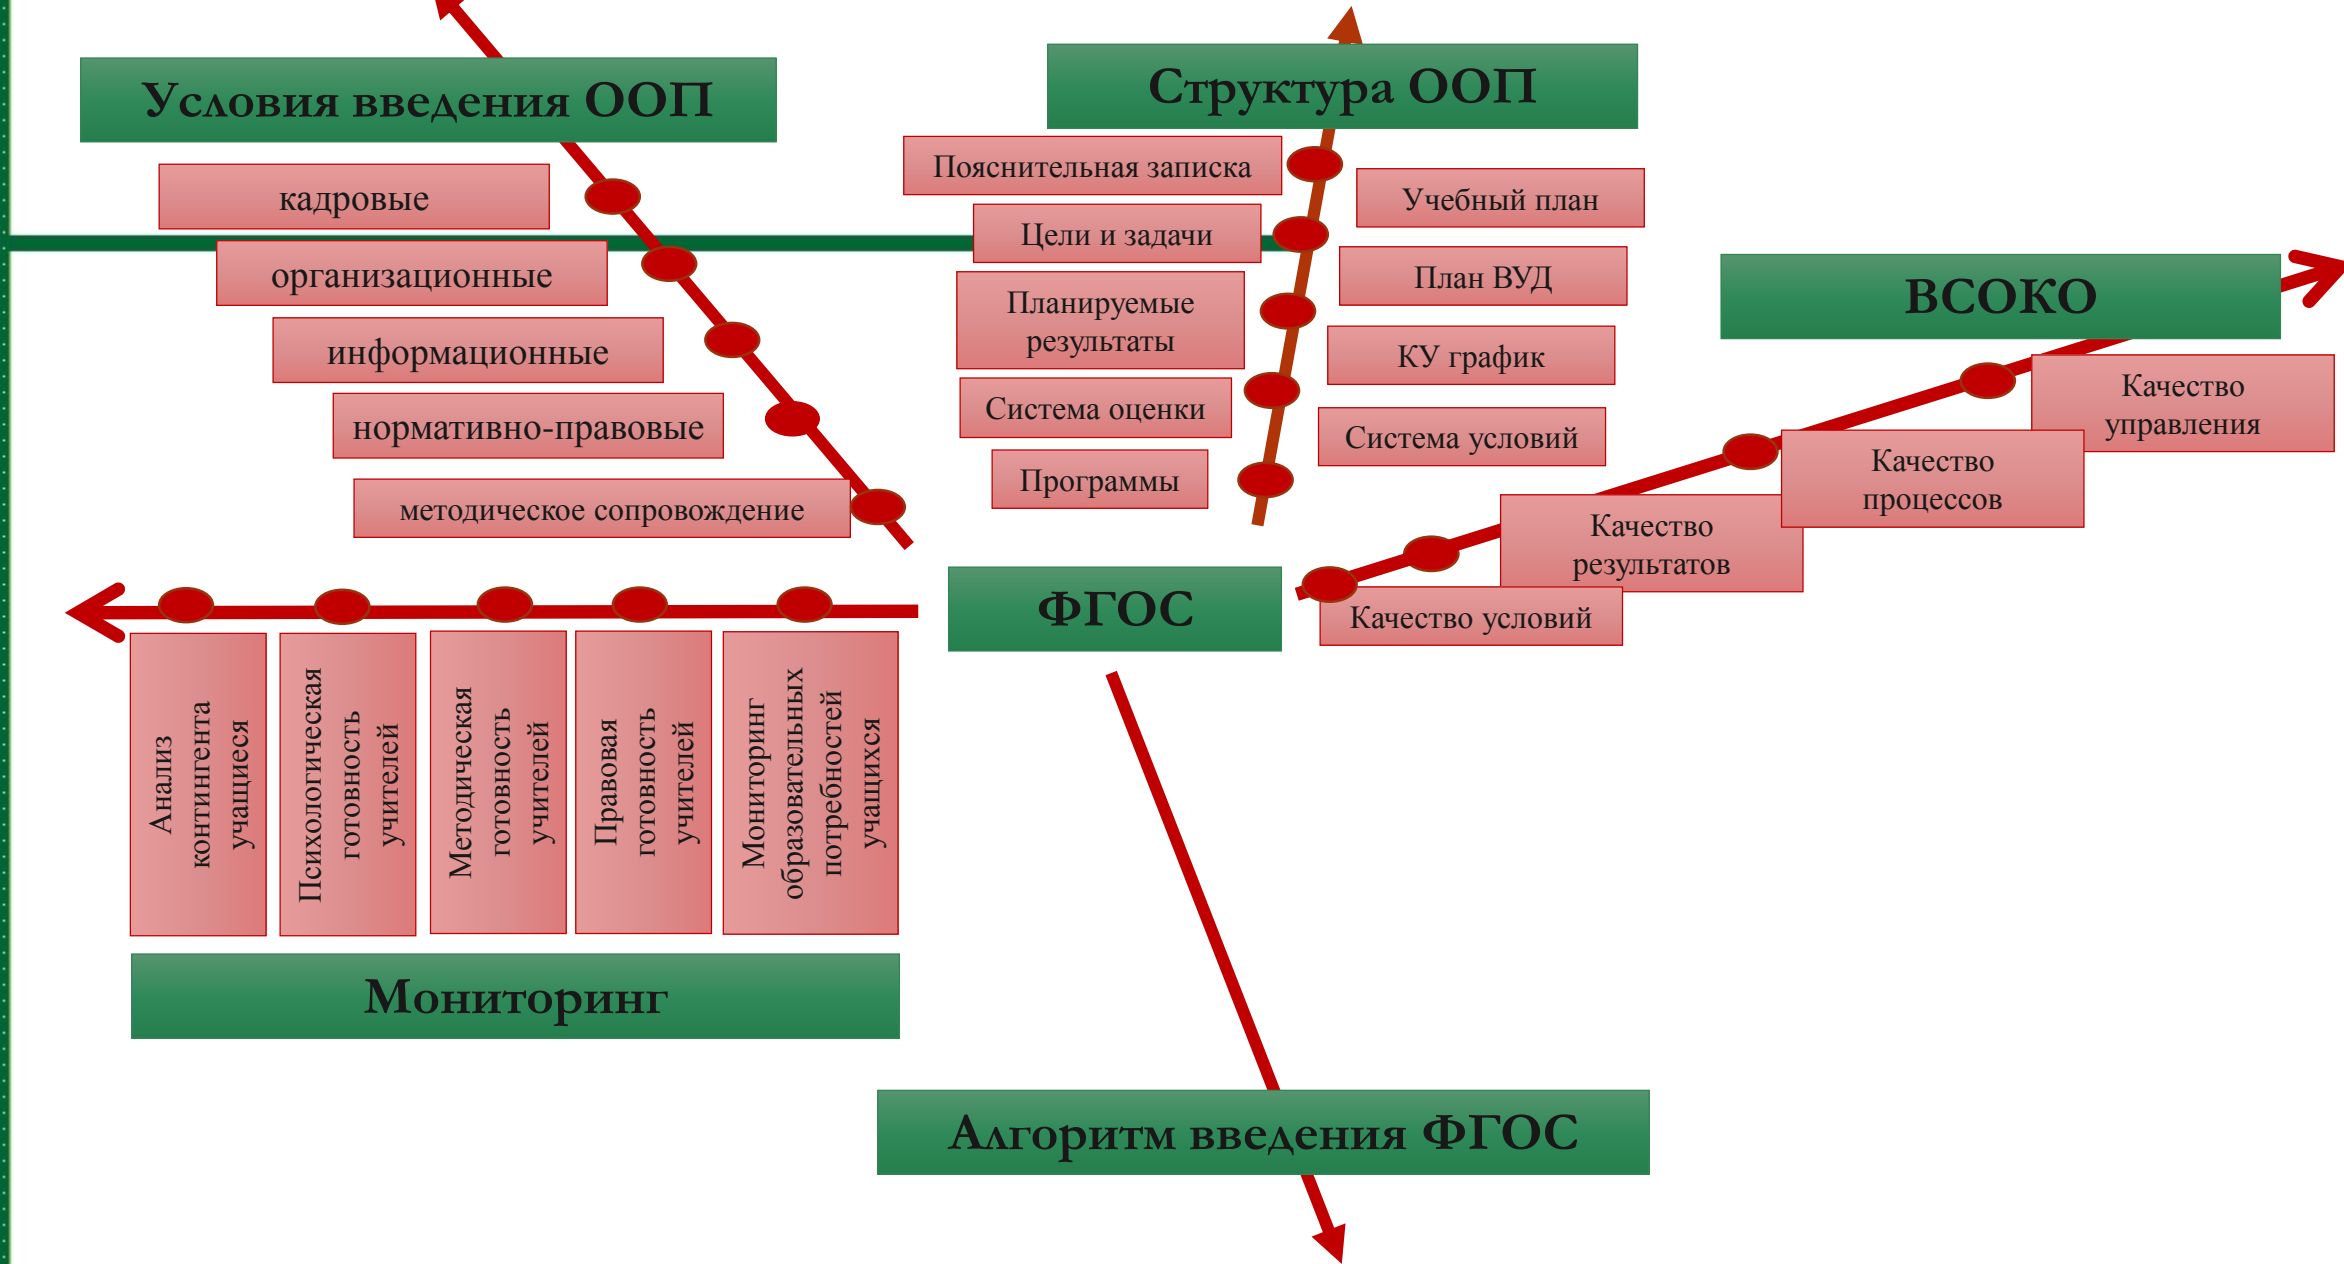 Условия введения ООП
кадровые
организационные
информационные
нормативно-правовые
методическое сопровождение
Структура ООП
Пояснительная записка
Цели и задачи
Планируемые
результаты
Система оценки
Программы
Учебный план
План ВУД
КУ график
Система условий
ВСОКО
Качество
управления
Качество
процессов
Качество
результатов
Качество условий
ФГОС
Анализ
контингента
учащиеся
Психологическая
готовность
учителей
Методическая
готовность
учителей
Правовая
готовность
учителей
Мониторинг
образовательных
потребностей
учащихся
Мониторинг
Алгоритм введения ФГОС